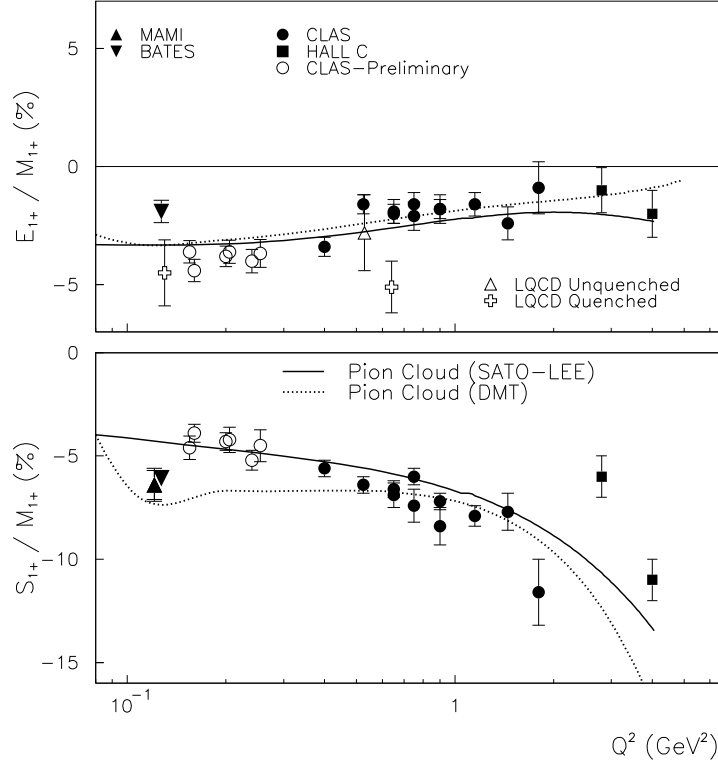 5
0
−5
E₁₊ / M₁₊ (%)
MAMI
BATES
CLAS
HALL C
CLAS−Preliminary
LQCD Unquenched
LQCD Quenched
0
−5
−10
−15
S₁₊ / M₁₊ (%)
Pion Cloud (SATO−LEE)
Pion Cloud (DMT)
10⁻¹
1
Q² (GeV²)